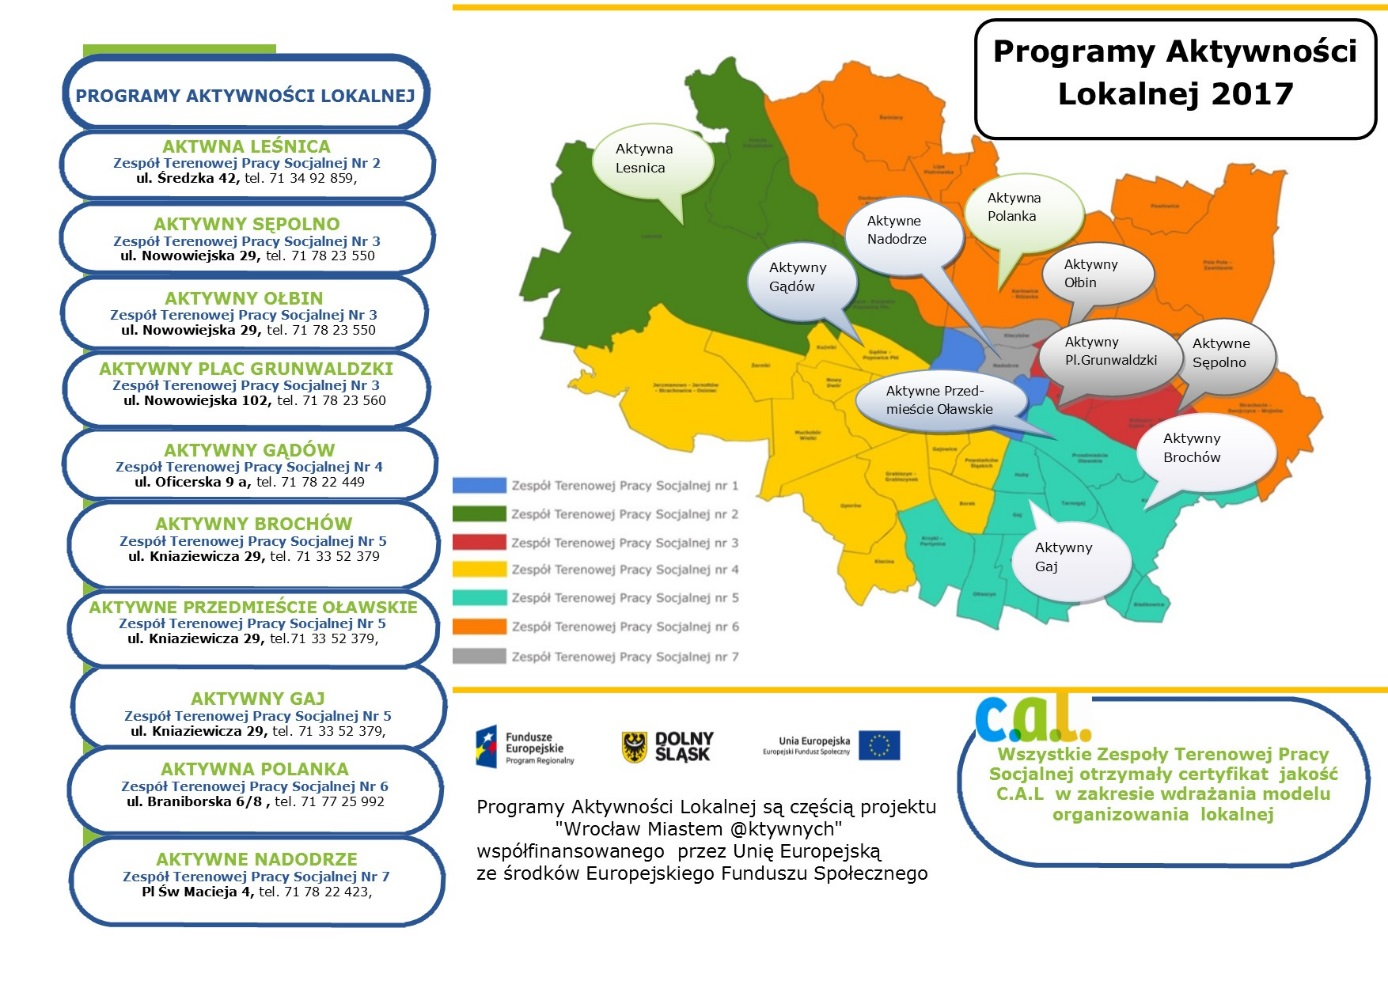 PROGRAMY AKTYWNOŚCI LOKALNEJ
AKTWNA LEŚNICA
Zespół Terenowej Pracy Socjalnej Nr 2
ul. Średzka 42, tel. 71 34 92 859,
AKTYWNY SĘPOLNO
Zespół Terenowej Pracy Socjalnej Nr 3
ul. Nowowiejska 29, tel. 71 78 23 550
AKTYWNY OŁBIN
Zespół Terenowej Pracy Socjalnej Nr 3
ul. Nowowiejska 29, tel. 71 78 23 550
AKTYWNY PLAC GRUNWALDZKI
Zespół Terenowej Pracy Socjalnej Nr 3
ul. Nowowiejska 102, tel. 71 78 23 560
AKTYWNY GĄDÓW
Zespół Terenowej Pracy Socjalnej Nr 4
ul. Oficerska 9 a, tel. 71 78 22 449
AKTYWNY BROCHÓW
Zespół Terenowej Pracy Socjalnej Nr 5
ul. Kniaziewicza 29, tel. 71 33 52 379
AKTYWNE PRZEDMIEŚCIE OŁAWSKIE
Zespół Terenowej Pracy Socjalnej Nr 5
ul. Kniaziewicza 29, tel.71 33 52 379,
AKTYWNY GAJ
Zespół Terenowej Pracy Socjalnej Nr 5
ul. Kniaziewicza 29, tel. 71 33 52 379,
AKTYWNA POLANKA
Zespół Terenowej Pracy Socjalnej Nr 6
ul. Braniborska 6/8 , tel. 71 77 25 992
AKTYWNE NADODRZE
Zespół Terenowej Pracy Socjalnej Nr 7
Pl Św Macieja 4, tel. 71 78 22 423,
Programy Aktywności
Lokalnej 2017
Aktywna
Lesnica
Aktywne
Nadodrze
Aktywna
Polanka
Aktywny
Gądów
Aktywny
Ołbin
Aktywny
Pl.Grunwaldzki
Aktywne
Sępolno
Aktywne Przed-
mieście Oławskie
Aktywny
Brochów
Aktywny
Gaj
Zespół Terenowej Pracy Socjalnej nr 1
Zespół Terenowej Pracy Socjalnej nr 2
Zespół Terenowej Pracy Socjalnej nr 3
Zespół Terenowej Pracy Socjalnej nr 4
Zespół Terenowej Pracy Socjalnej nr 5
Zespół Terenowej Pracy Socjalnej nr 6
Zespół Terenowej Pracy Socjalnej nr 7
Fundusze
Europejskie
Program Regionalny
DOLNY
ŚLĄSK
Unia Europejska
Europejski Fundusz Społeczny
Programy Aktywności Lokalnej są częścią projektu
"Wrocław Miastem @ktywnych"
współfinansowanego przez Unię Europejską
ze środków Europejskiego Funduszu Społecznego
c.a.l.
Wszystkie Zespoły Terenowej Pracy
Socjalnej otrzymały certyfikat jakość
C.A.L w zakresie wdrażania modelu
organizowania lokalnej